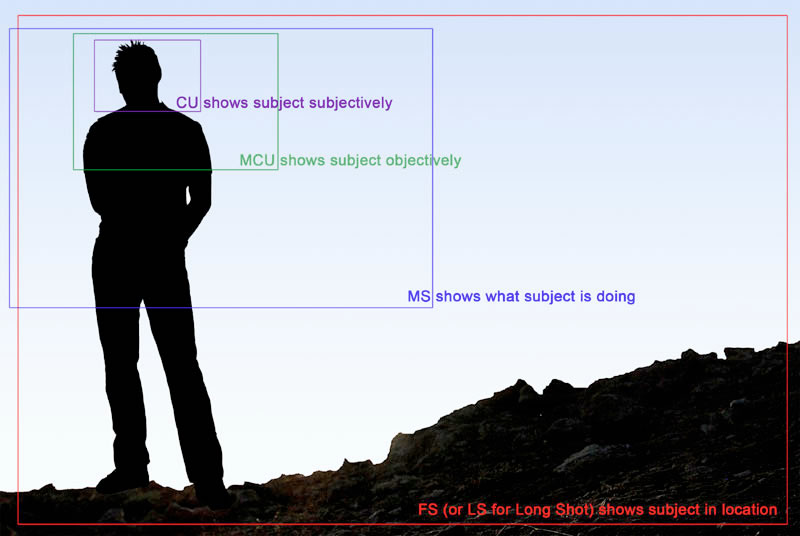 CU shows subject subjectively
MCU shows subject objectively
MS shows what subject is doing
FS (or LS for Long Shot) shows subject in location